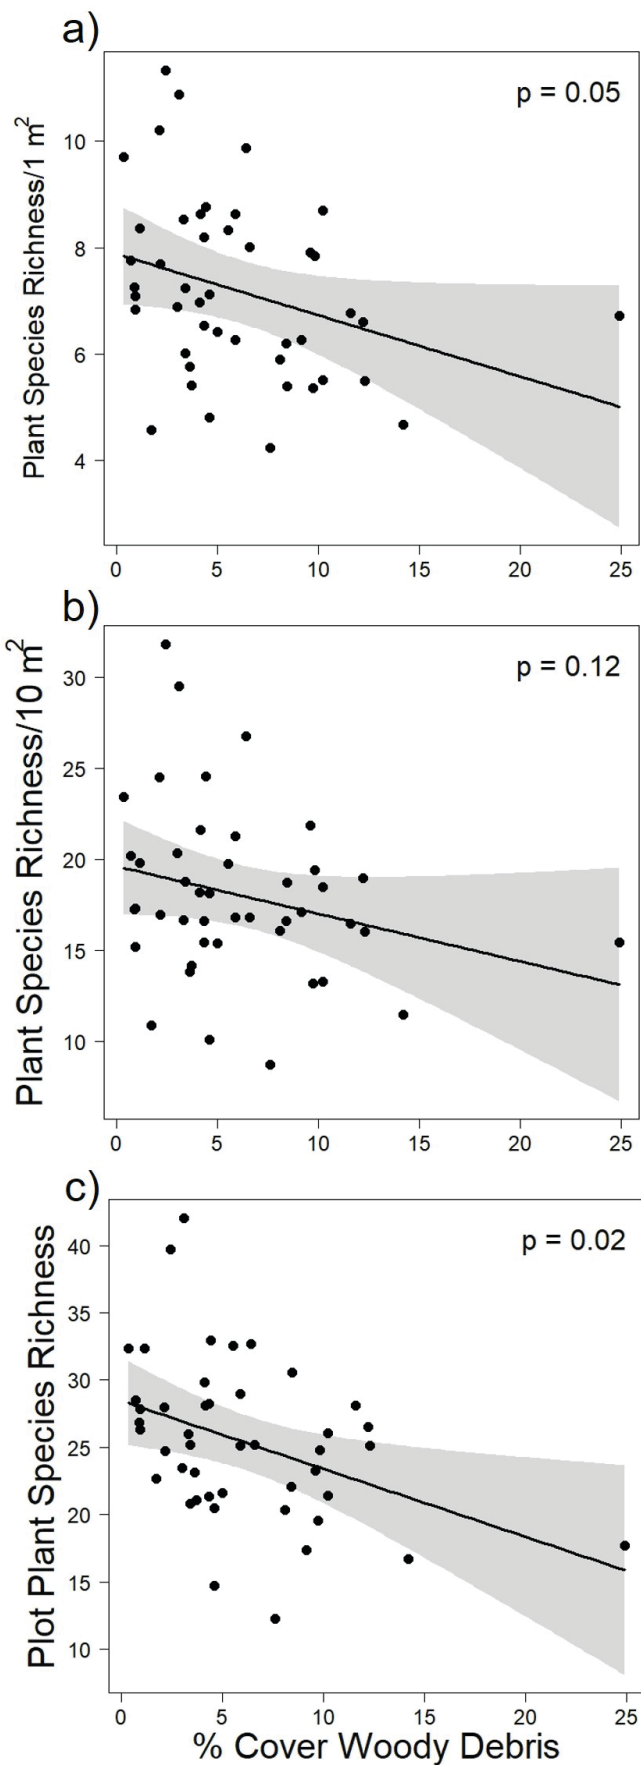 a)
p = 0.05
Plant Species Richness/1 m²
10
8
6
4
0 5 10 15 20 25
b)
p = 0.12
Plant Species Richness/10 m²
30
25
20
15
10
0 5 10 15 20 25
c)
p = 0.02
Plot Plant Species Richness
40
35
30
25
20
15
10
0 5 10 15 20 25
% Cover Woody Debris